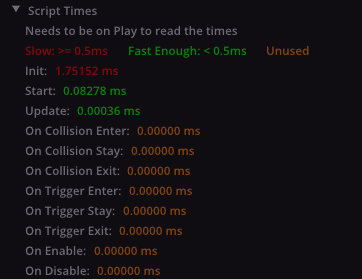 Script Times
Needs to be on Play to read the times
Slow: >= 0.5ms Fast Enough: < 0.5ms Unused
Init: 1.75152 ms
Start: 0.08278 ms
Update: 0.00036 ms
On Collision Enter: 0.00000 ms
On Collision Stay: 0.00000 ms
On Collision Exit: 0.00000 ms
On Trigger Enter: 0.00000 ms
On Trigger Stay: 0.00000 ms
On Trigger Exit: 0.00000 ms
On Enable: 0.00000 ms
On Disable: 0.00000 ms